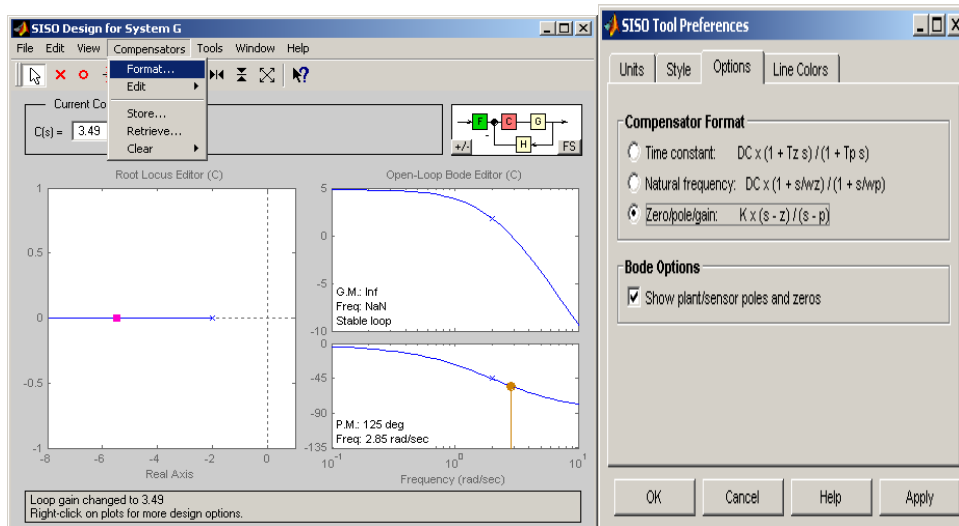 SISO Design for System G
File Edit View Compensators Tools Window Help
Format...
Edit
Store...
Retrieve...
Clear
Current Co
C(s) = 3.49
F C G
H
+/- FS
Root Locus Editor (C)
1
0.5
0
-0.5
-1
-8 -6 -4 -2 0
Real Axis
Open-Loop Bode Editor (C)
5
0
-5
-10
G.M.: Inf
Freq: NaN
Stable loop
0
-45
-90
-135
P.M.: 125 deg
Freq: 2.85 rad/sec
10^-1 10^0 10^1
Frequency (rad/sec)
Loop gain changed to 3.49
Right-click on plots for more design options.
SISO Tool Preferences
Units Style Options Line Colors
Compensator Format
Time constant: DC x (1 + Tz s) / (1 + Tp s)
Natural frequency: DC x (1 + s/wz) / (1 + s/wp)
Zero/pole/gain: K x (s - z) / (s - p)
Bode Options
Show plant/sensor poles and zeros
OK Cancel Help Apply